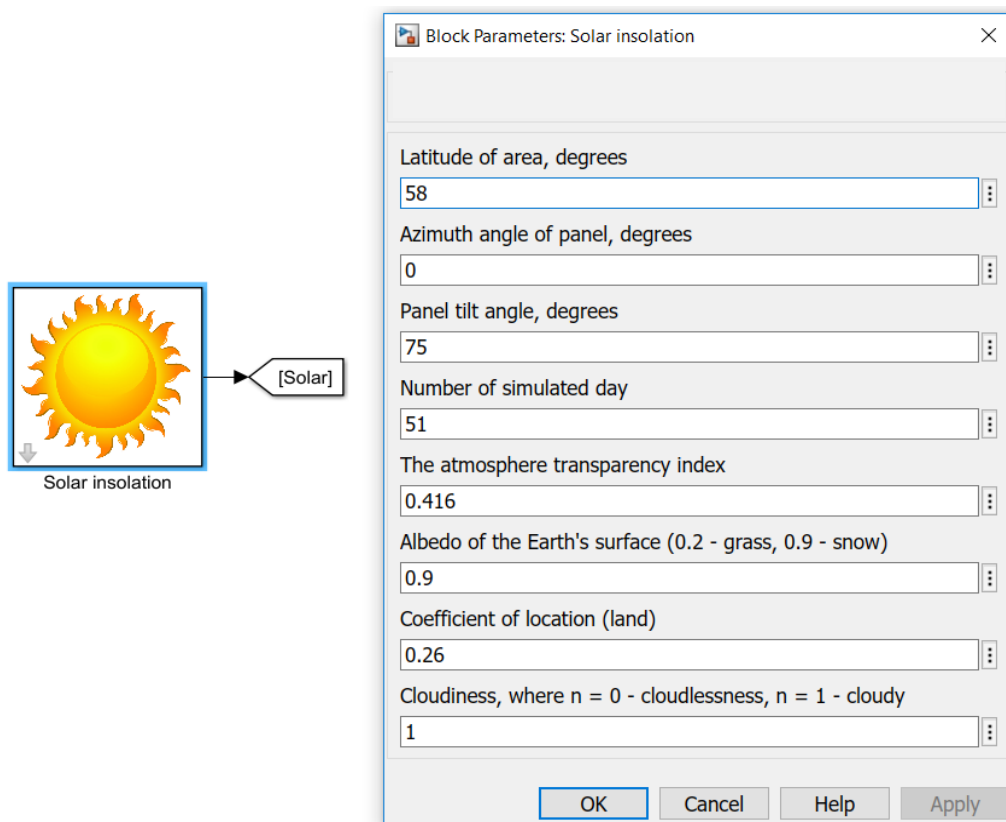 Block Parameters: Solar insolation
Latitude of area, degrees
58
Azimuth angle of panel, degrees
0
Panel tilt angle, degrees
75
Number of simulated day
51
The atmosphere transparency index
0.416
Albedo of the Earth's surface (0.2 - grass, 0.9 - snow)
0.9
Coefficient of location (land)
0.26
Cloudiness, where n = 0 - cloudlessness, n = 1 - cloudy
1
OK Cancel Help Apply
[Solar]
Solar insolation